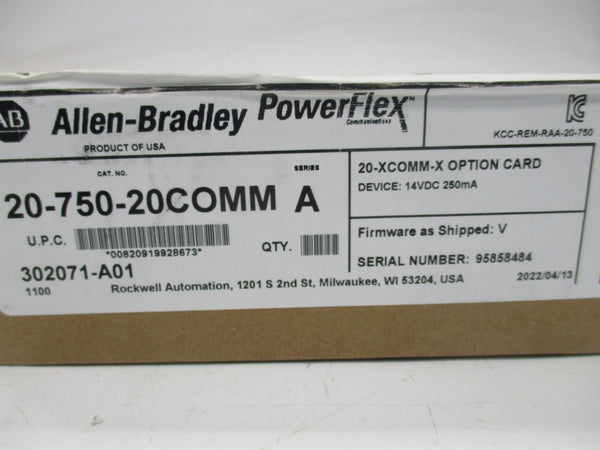 AB Allen-Bradley PowerFlex™
Communications
PRODUCT OF USA
KCC-REM-RAA-20-750
CAT. NO.
SERIES
20-750-20COMM A
20-XCOMM-X OPTION CARD
DEVICE: 14VDC 250mA
U.P.C.
*00820919928673*
QTY.
Firmware as Shipped: V
SERIAL NUMBER: 95858484
302071-A01
2022/04/13
1100
Rockwell Automation, 1201 S 2nd St, Milwaukee, WI 53204, USA